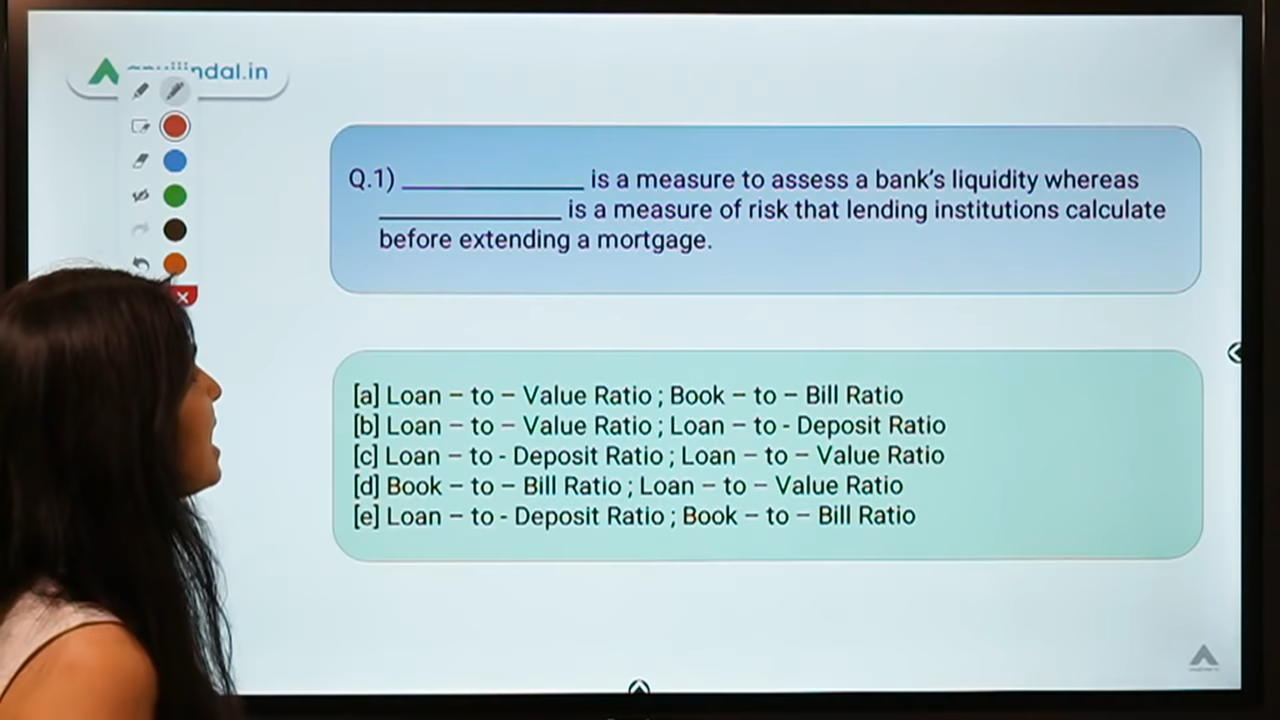 ndal.in
Q.1) ______________ is a measure to assess a bank's liquidity whereas
______________ is a measure of risk that lending institutions calculate
before extending a mortgage.
[a] Loan – to – Value Ratio ; Book – to – Bill Ratio
[b] Loan – to – Value Ratio ; Loan – to - Deposit Ratio
[c] Loan – to - Deposit Ratio ; Loan – to – Value Ratio
[d] Book – to – Bill Ratio ; Loan – to – Value Ratio
[e] Loan – to - Deposit Ratio ; Book – to – Bill Ratio